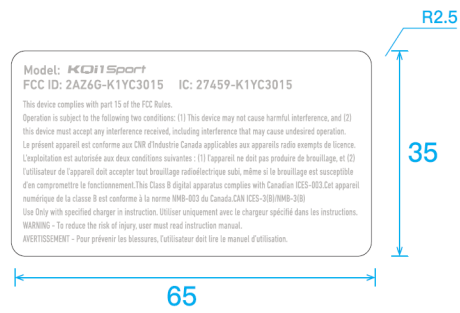 R2.5
Model: KQi1Sport
FCC ID: 2AZ6G-K1YC3015 IC: 27459-K1YC3015
This device complies with part 15 of the FCC Rules.
Operation is subject to the following two conditions: (1) This device may not cause harmful interference, and (2)
this device must accept any interference received, including interference that may cause undesired operation.
Le présent appareil est conforme aux CNR d'Industrie Canada applicables aux appareils radio exempts de licence.
L'exploitation est autorisée aux deux conditions suivantes : (1) l'appareil ne doit pas produire de brouillage, et (2)
l'utilisateur de l'appareil doit accepter tout brouillage radioélectrique subi, même si le brouillage est susceptible
d'en compromettre le fonctionnement.This Class B digital apparatus complies with Canadian ICES-003.Cet appareil
numérique de la classe B est conforme à la norme NMB-003 du Canada.CAN ICES-3(B)/NMB-3(B)
Use Only with specified charger in instruction. Utiliser uniquement avec le chargeur spécifié dans les instructions.
WARNING - To reduce the risk of injury, user must read instruction manual.
AVERTISSEMENT - Pour prévenir les blessures, l'utilisateur doit lire le manuel d'utilisation.
35
65